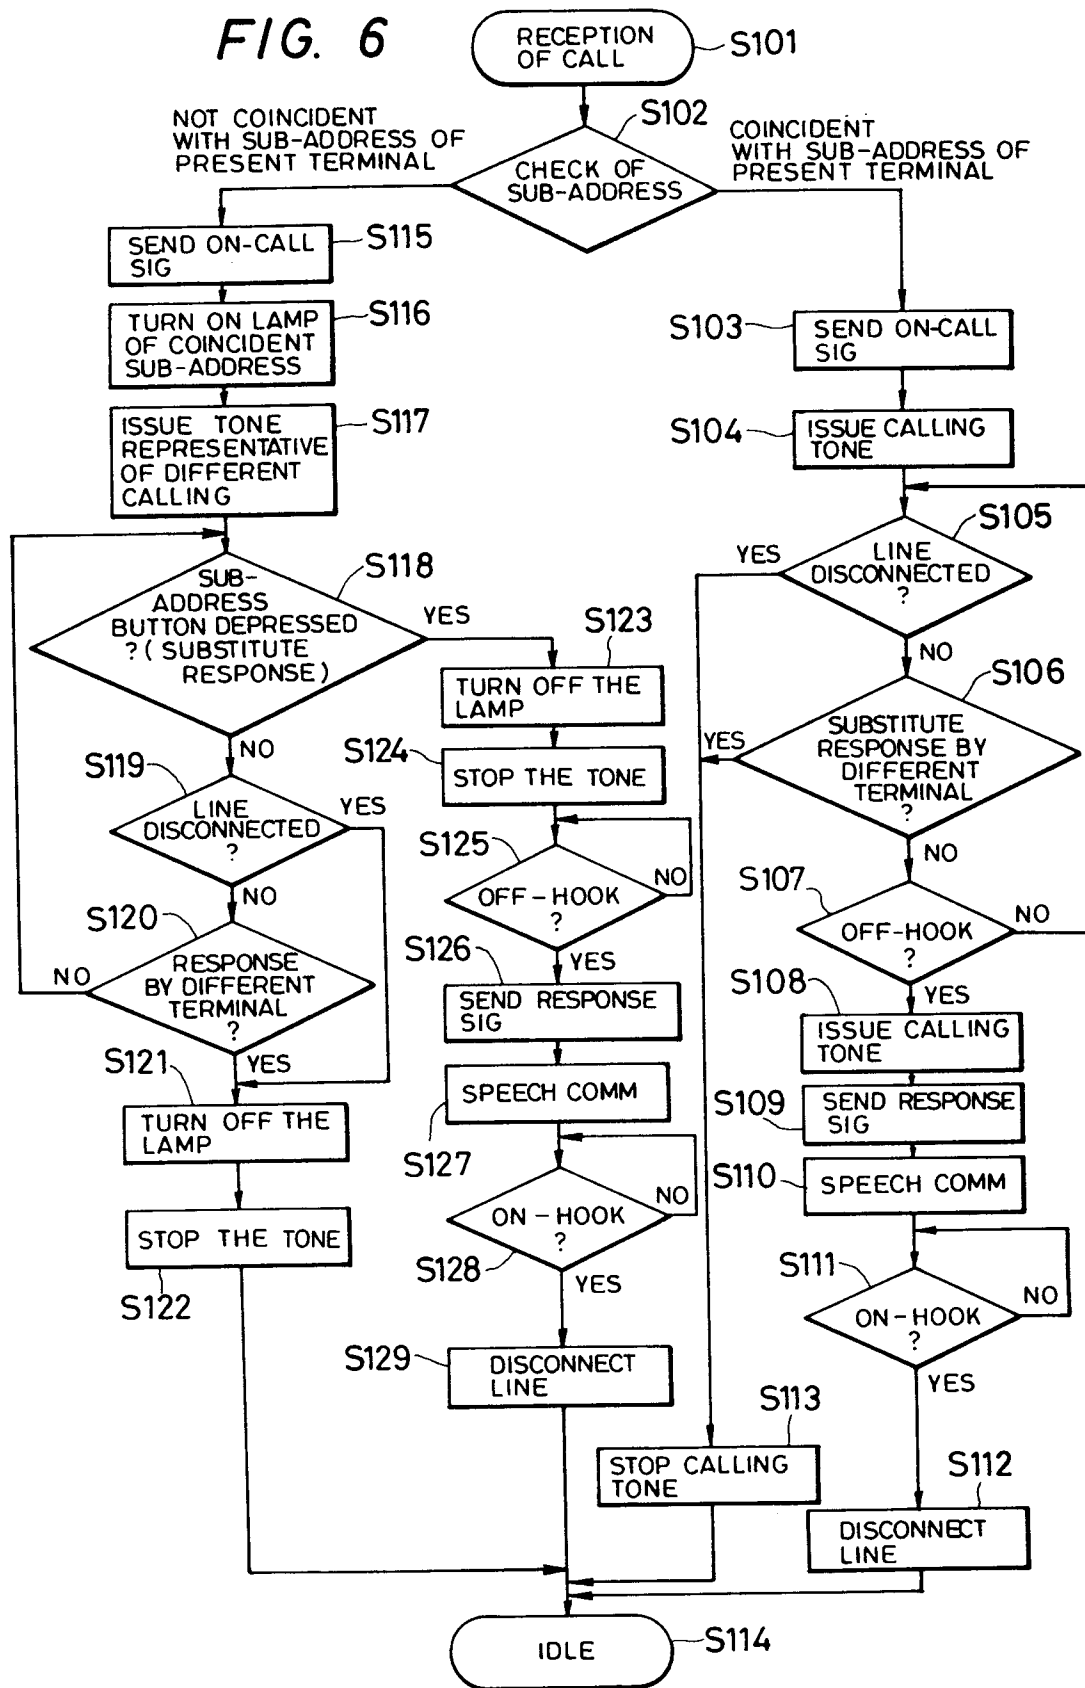 FIG. 6
RECEPTION
OF CALL
S101
S102
NOT COINCIDENT
WITH SUB-ADDRESS OF
PRESENT TERMINAL
COINCIDENT
WITH SUB-ADDRESS OF
PRESENT TERMINAL
CHECK OF
SUB-ADDRESS
SEND ON-CALL
SIG
S115
TURN ON LAMP
OF COINCIDENT
SUB-ADDRESS
S116
ISSUE TONE
REPRESENTATIVE
OF DIFFERENT
CALLING
S117
SUB-
ADDRESS
BUTTON DEPRESSED
? (SUBSTITUTE
RESPONSE)
S118
YES
NO
S119
LINE
DISCONNECTED
?
YES
NO
S120
RESPONSE
BY DIFFERENT
TERMINAL
?
NO
YES
S121
TURN OFF THE
LAMP
STOP THE TONE
S122
S123
TURN OFF THE
LAMP
S124
STOP THE TONE
S125
OFF-HOOK
?
NO
YES
S126
SEND RESPONSE
SIG
SPEECH COMM
S127
ON-HOOK
?
NO
S128
YES
S129
DISCONNECT
LINE
S103
SEND ON-CALL
SIG
S104
ISSUE CALLING
TONE
S105
LINE
DISCONNECTED
?
YES
NO
S106
SUBSTITUTE
RESPONSE BY
DIFFERENT
TERMINAL
?
YES
NO
S107
OFF-HOOK
?
NO
YES
S108
ISSUE CALLING
TONE
S109
SEND RESPONSE
SIG
S110
SPEECH COMM
S111
ON-HOOK
?
NO
YES
S113
STOP CALLING
TONE
S112
DISCONNECT
LINE
IDLE
S114